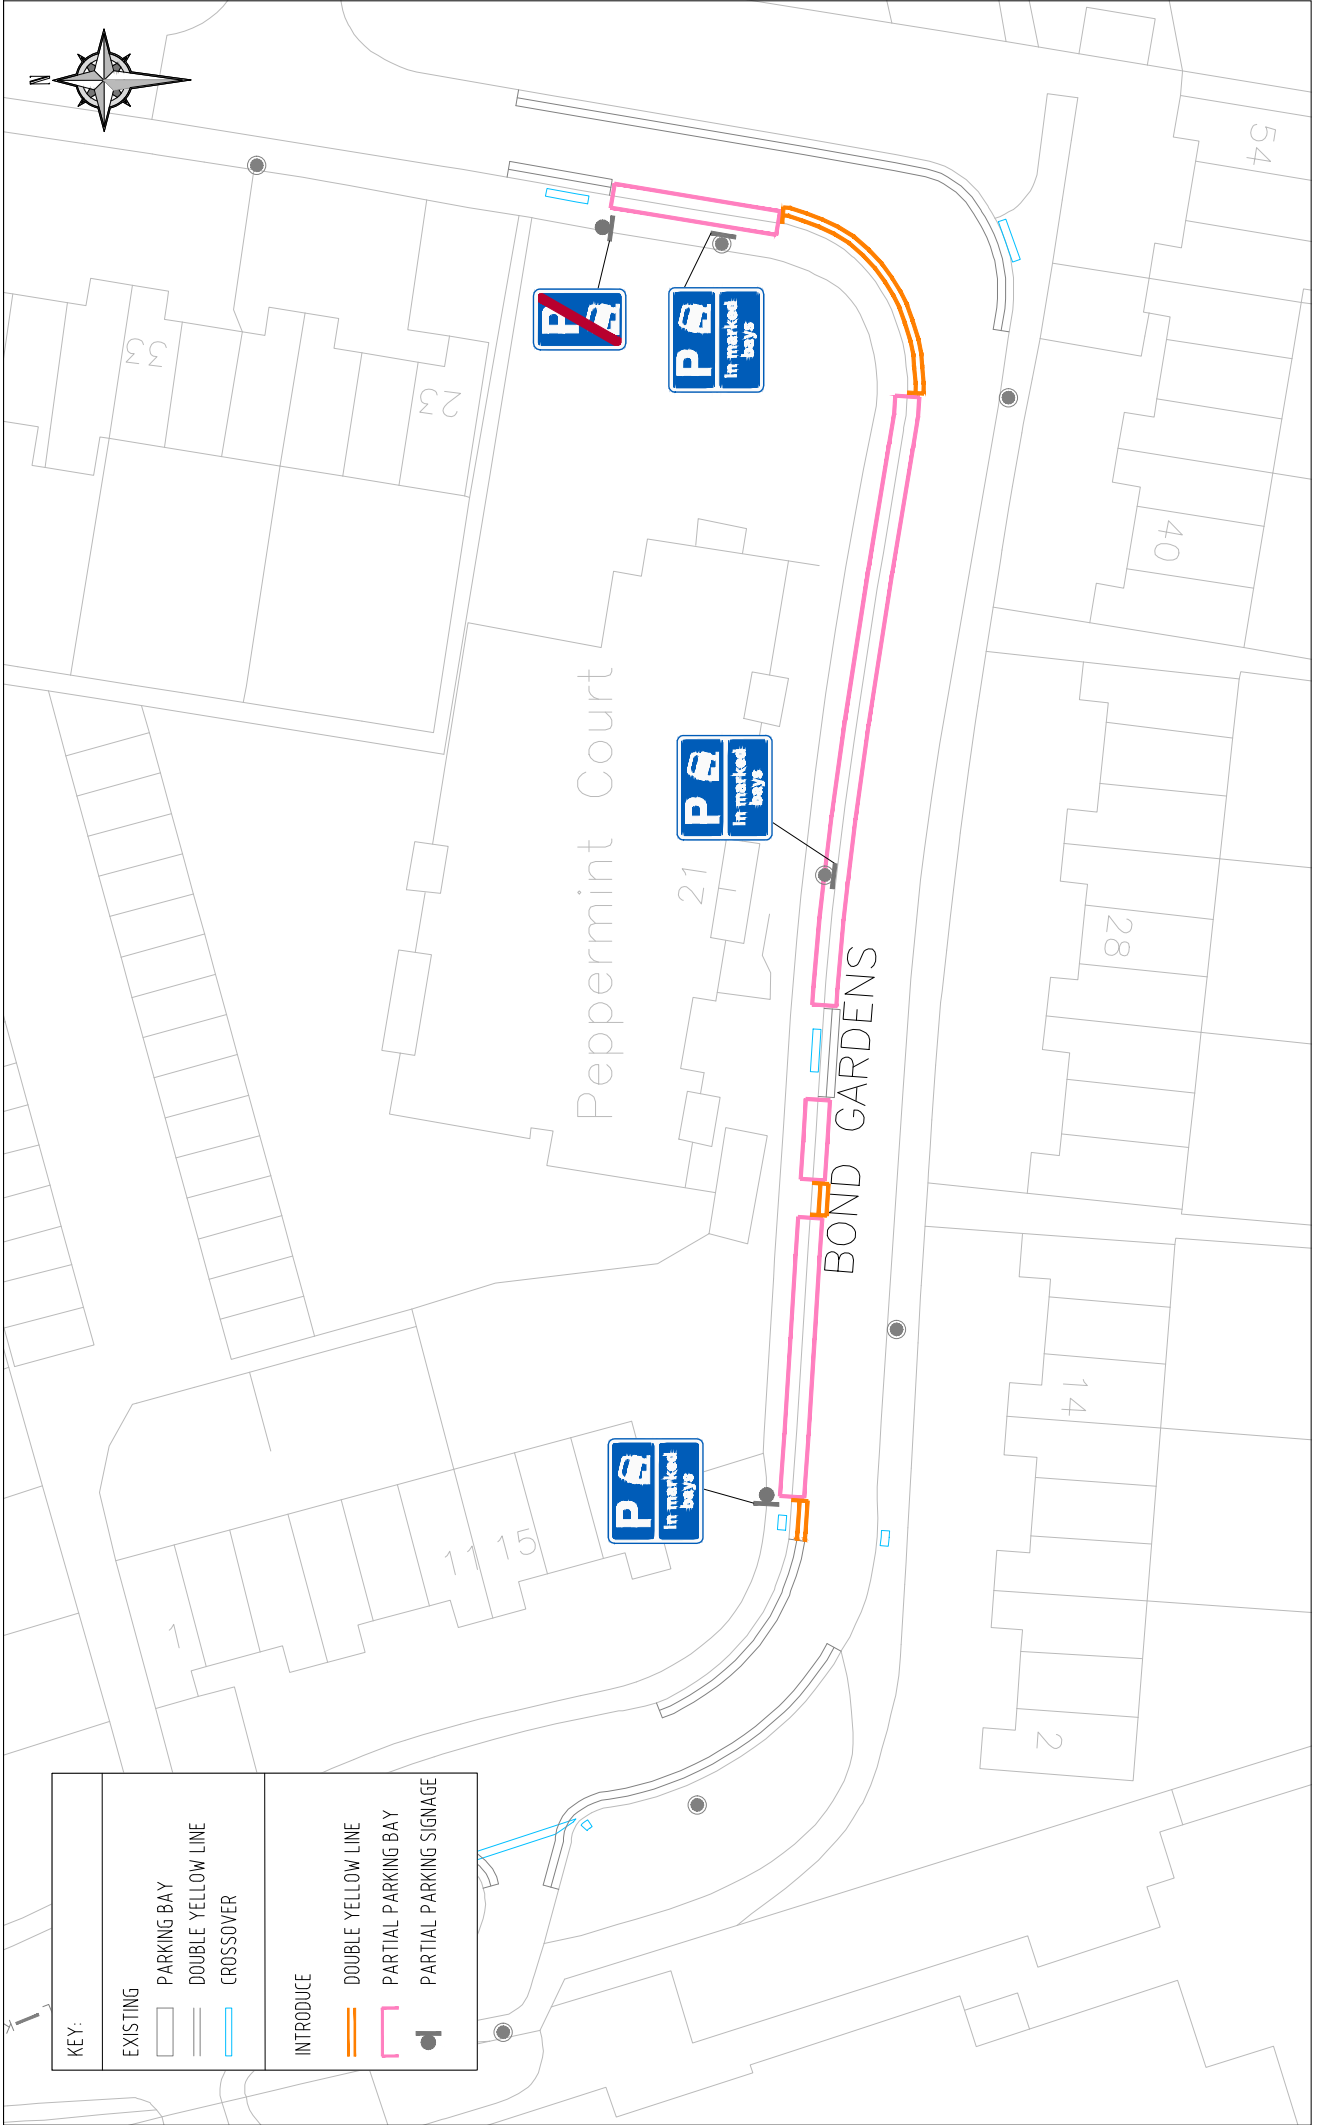 N
KEY:
EXISTING
PARKING BAY
DOUBLE YELLOW LINE
CROSSOVER
INTRODUCE
DOUBLE YELLOW LINE
PARTIAL PARKING BAY
PARTIAL PARKING SIGNAGE
1
11
15
P
In marked
bays
Peppermint Court
21
P
In marked
bays
33
23
P
P
In marked
bays
BOND GARDENS
2
14
28
40
54